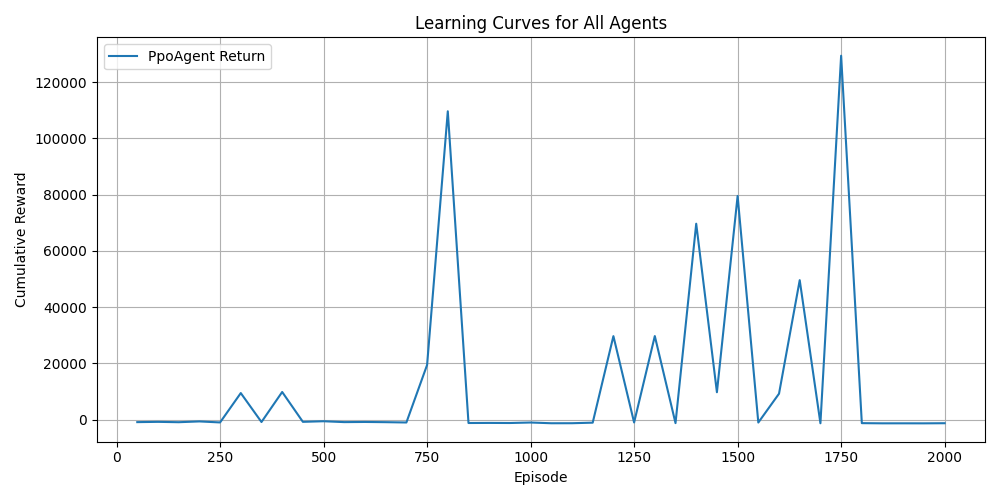 Learning Curves for All Agents
PpoAgent Return
Cumulative Reward
120000
100000
80000
60000
40000
20000
0
0 250 500 750 1000 1250 1500 1750 2000
Episode